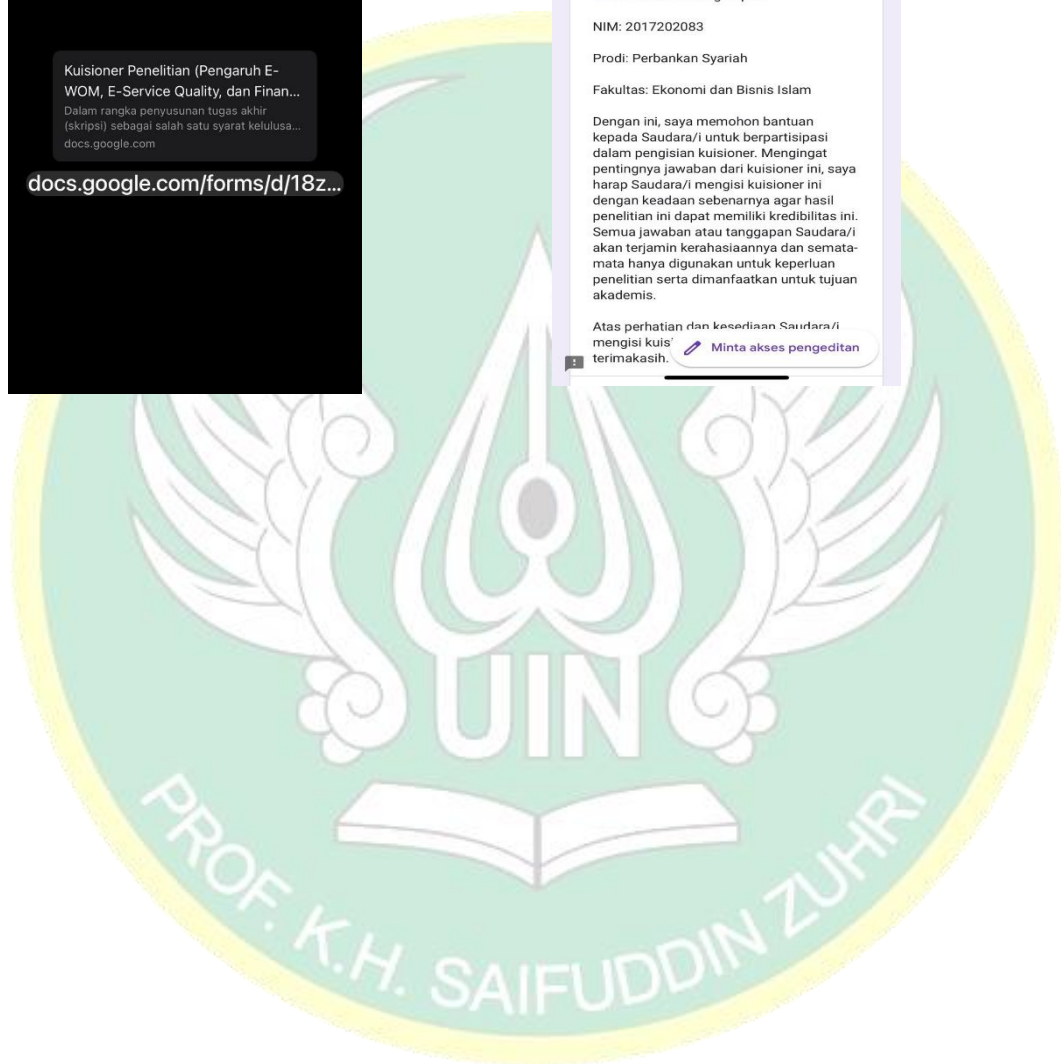 Kuisioner Penelitian (Pengaruh E-
WOM, E-Service Quality, dan Finan...
Dalam rangka penyusunan tugas akhir
(skripsi) sebagai salah satu syarat kelulusa...
docs.google.com
docs.google.com/forms/d/18z...
NIM: 2017202083
Prodi: Perbankan Syariah
Fakultas: Ekonomi dan Bisnis Islam
Dengan ini, saya memohon bantuan
kepada Saudara/i untuk berpartisipasi
dalam pengisian kuisioner. Mengingat
pentingnya jawaban dari kuisioner ini, saya
harap Saudara/i mengisi kuisioner ini
dengan keadaan sebenarnya agar hasil
penelitian ini dapat memiliki kredibilitas ini.
Semua jawaban atau tanggapan Saudara/i
akan terjamin kerahasiaannya dan semata-
mata hanya digunakan untuk keperluan
penelitian serta dimanfaatkan untuk tujuan
akademis.
Atas perhatian dan kesediaan Saudara/i
mengisi kuis
terimakasih.
Minta akses pengeditan
UIN
PROF. K.H. SAIFUDDIN ZUHRI